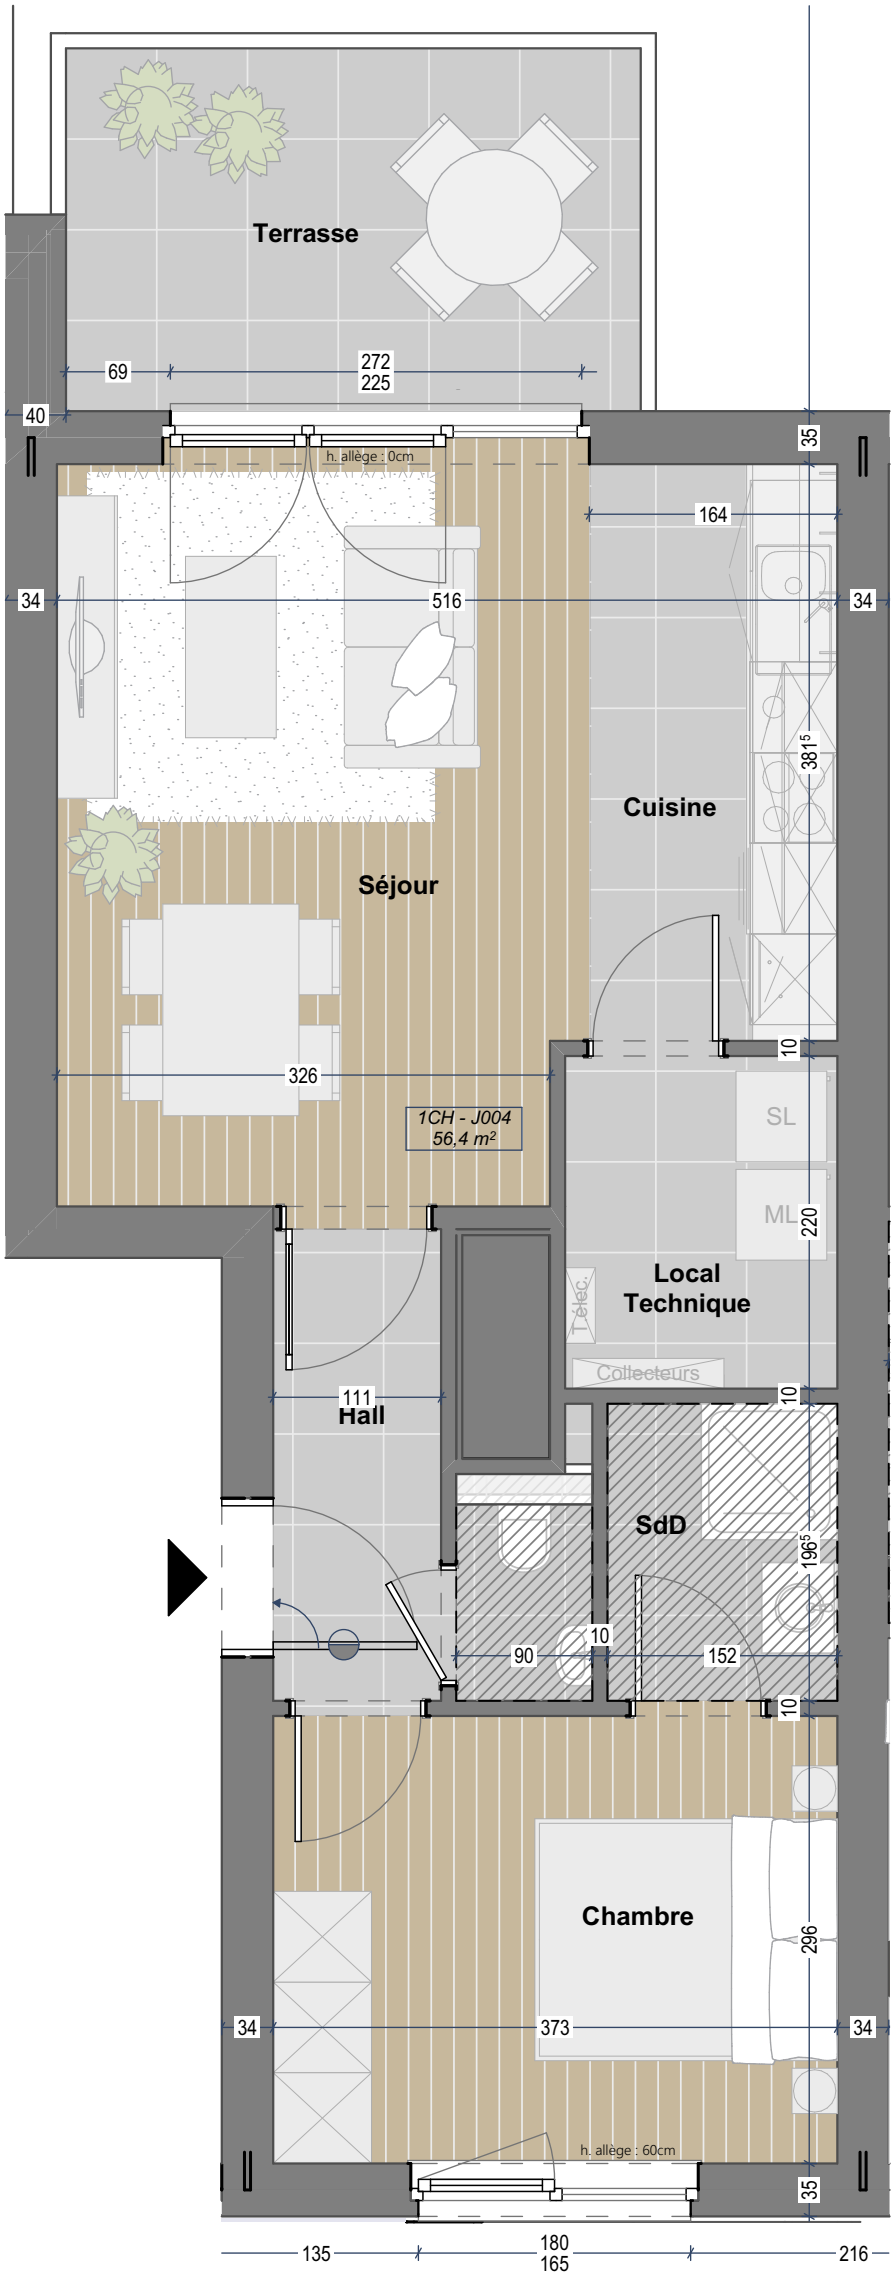 Terrasse
69
272
225
40
35
h. allège : 0cm
164
34
516
34
381⁵
Cuisine
Séjour
10
326
1CH - J004
56,4 m²
SL
ML
220
Local
Technique
T.élec.
Collecteurs
10
111
Hall
SdD
196⁵
10
90
152
10
Chambre
296
34
373
34
h. allège : 60cm
35
135
180
165
216